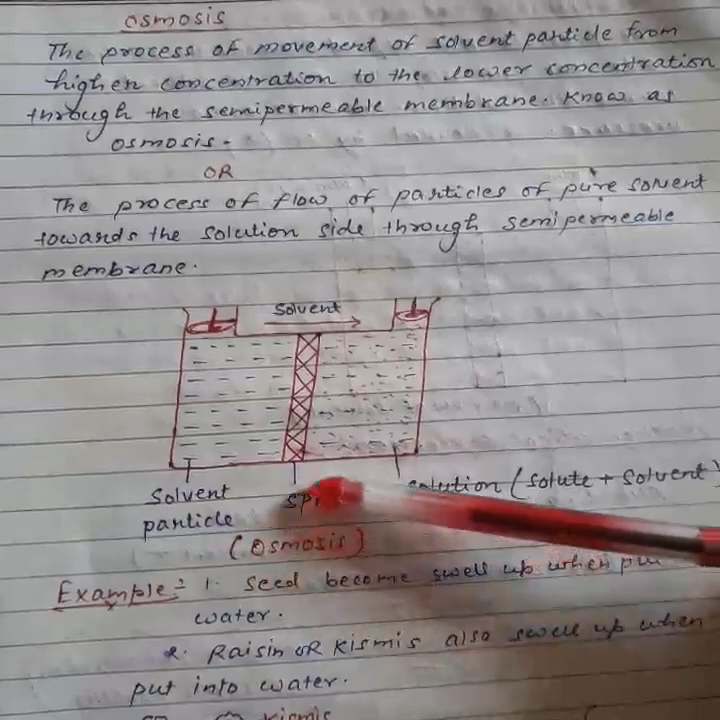 osmosis
The process of movement of solvent particle from
higher concentration to the lower concentration
through the semipermeable membrane. Know as
osmosis.
OR
The process of flow of particles of pure solvent
towards the solution side through semipermeable
membrane.
Solvent
Solvent
particle
solution (solute + solvent)
(Osmosis)
Example:- 1. Seed become swell up when
water.
2. Raisin OR Kismis also swell up when
put into water.
kismis